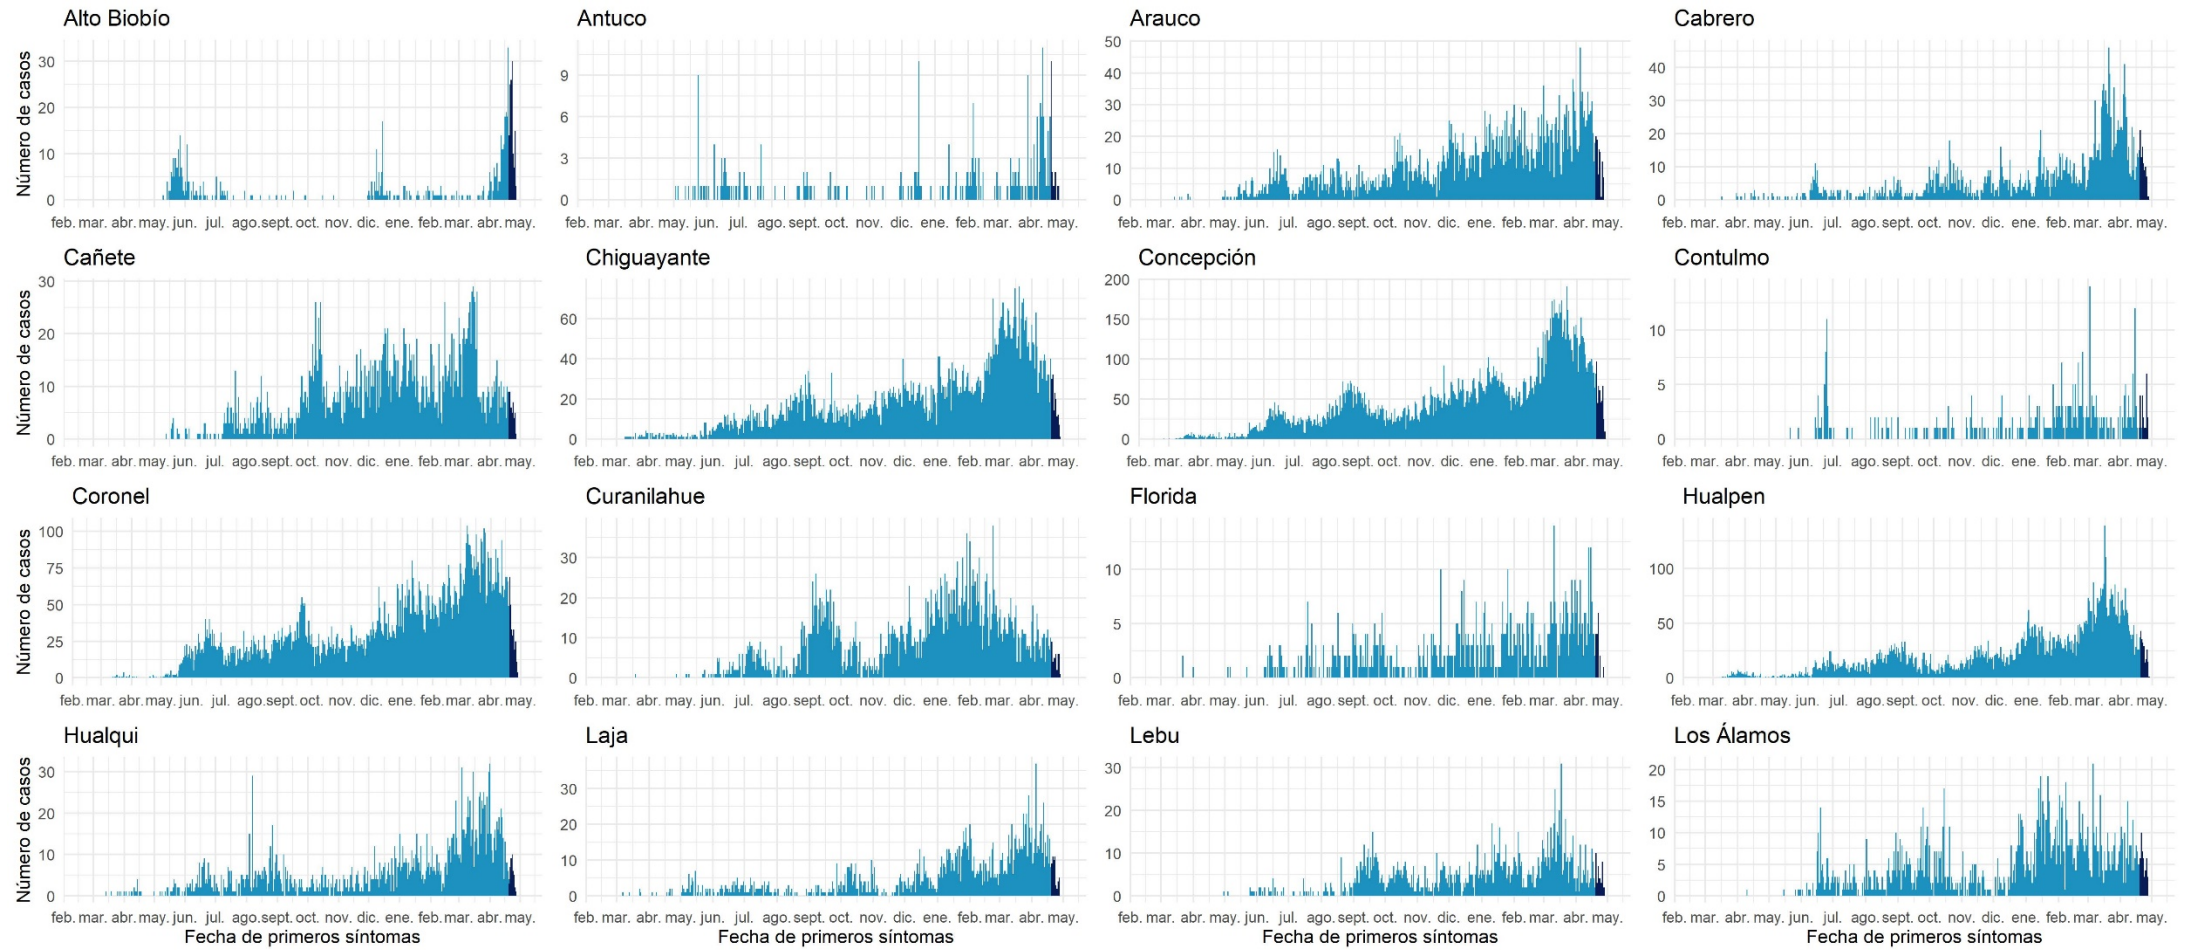 Alto Biobío
Antuco
Arauco
Cabrero
Número de casos
30
20
10
0
9
6
3
0
50
40
30
20
10
0
40
30
20
10
0
feb. mar. abr. may. jun. jul. ago. sept. oct. nov. dic. ene. feb. mar. abr. may.
feb. mar. abr. may. jun. jul. ago. sept. oct. nov. dic. ene. feb. mar. abr. may.
feb. mar. abr. may. jun. jul. ago. sept. oct. nov. dic. ene. feb. mar. abr. may.
feb. mar. abr. may. jun. jul. ago. sept. oct. nov. dic. ene. feb. mar. abr. may.
Cañete
Chiguayante
Concepción
Contulmo
Número de casos
30
20
10
0
60
40
20
0
200
150
100
50
0
10
5
0
feb. mar. abr. may. jun. jul. ago. sept. oct. nov. dic. ene. feb. mar. abr. may.
feb. mar. abr. may. jun. jul. ago. sept. oct. nov. dic. ene. feb. mar. abr. may.
feb. mar. abr. may. jun. jul. ago. sept. oct. nov. dic. ene. feb. mar. abr. may.
feb. mar. abr. may. jun. jul. ago. sept. oct. nov. dic. ene. feb. mar. abr. may.
Coronel
Curanilahue
Florida
Hualpen
Número de casos
100
75
50
25
0
30
20
10
0
10
5
0
100
50
0
feb. mar. abr. may. jun. jul. ago. sept. oct. nov. dic. ene. feb. mar. abr. may.
feb. mar. abr. may. jun. jul. ago. sept. oct. nov. dic. ene. feb. mar. abr. may.
feb. mar. abr. may. jun. jul. ago. sept. oct. nov. dic. ene. feb. mar. abr. may.
feb. mar. abr. may. jun. jul. ago. sept. oct. nov. dic. ene. feb. mar. abr. may.
Hualqui
Laja
Lebu
Los Álamos
Número de casos
30
20
10
0
30
20
10
0
30
20
10
0
20
15
10
5
0
feb. mar. abr. may. jun. jul. ago. sept. oct. nov. dic. ene. feb. mar. abr. may.
feb. mar. abr. may. jun. jul. ago. sept. oct. nov. dic. ene. feb. mar. abr. may.
feb. mar. abr. may. jun. jul. ago. sept. oct. nov. dic. ene. feb. mar. abr. may.
feb. mar. abr. may. jun. jul. ago. sept. oct. nov. dic. ene. feb. mar. abr. may.
Fecha de primeros síntomas
Fecha de primeros síntomas
Fecha de primeros síntomas
Fecha de primeros síntomas